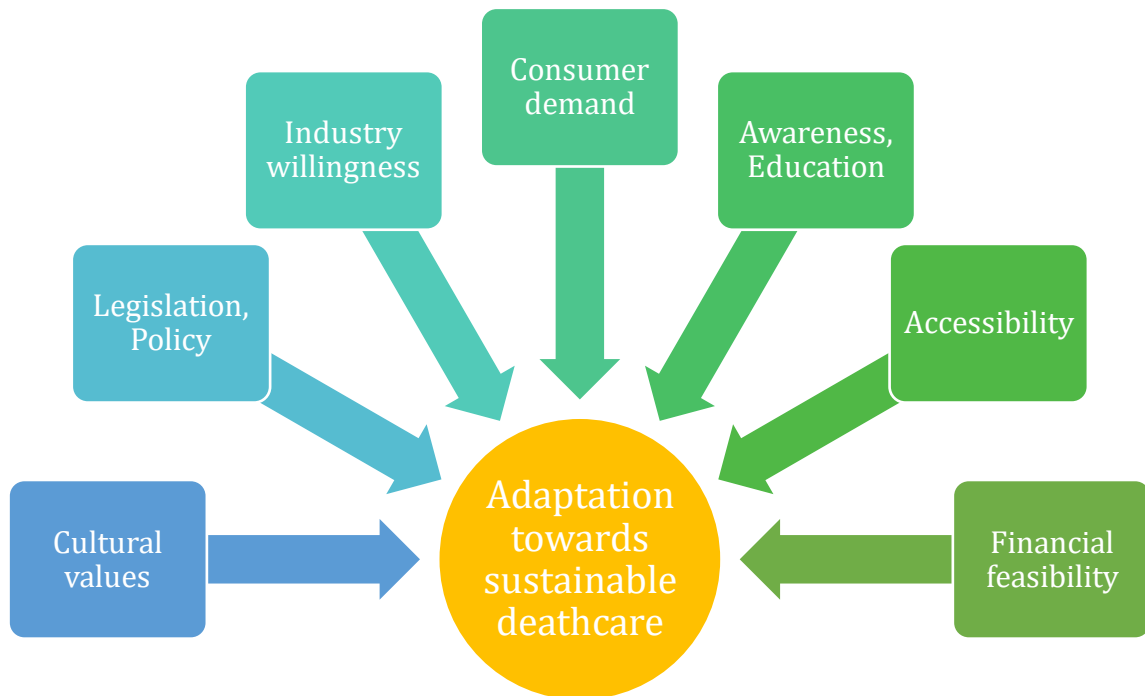 Consumer
demand
Industry
willingness
Awareness,
Education
Legislation,
Policy
Accessibility
Cultural
values
Adaptation
towards
sustainable
deathcare
Financial
feasibility